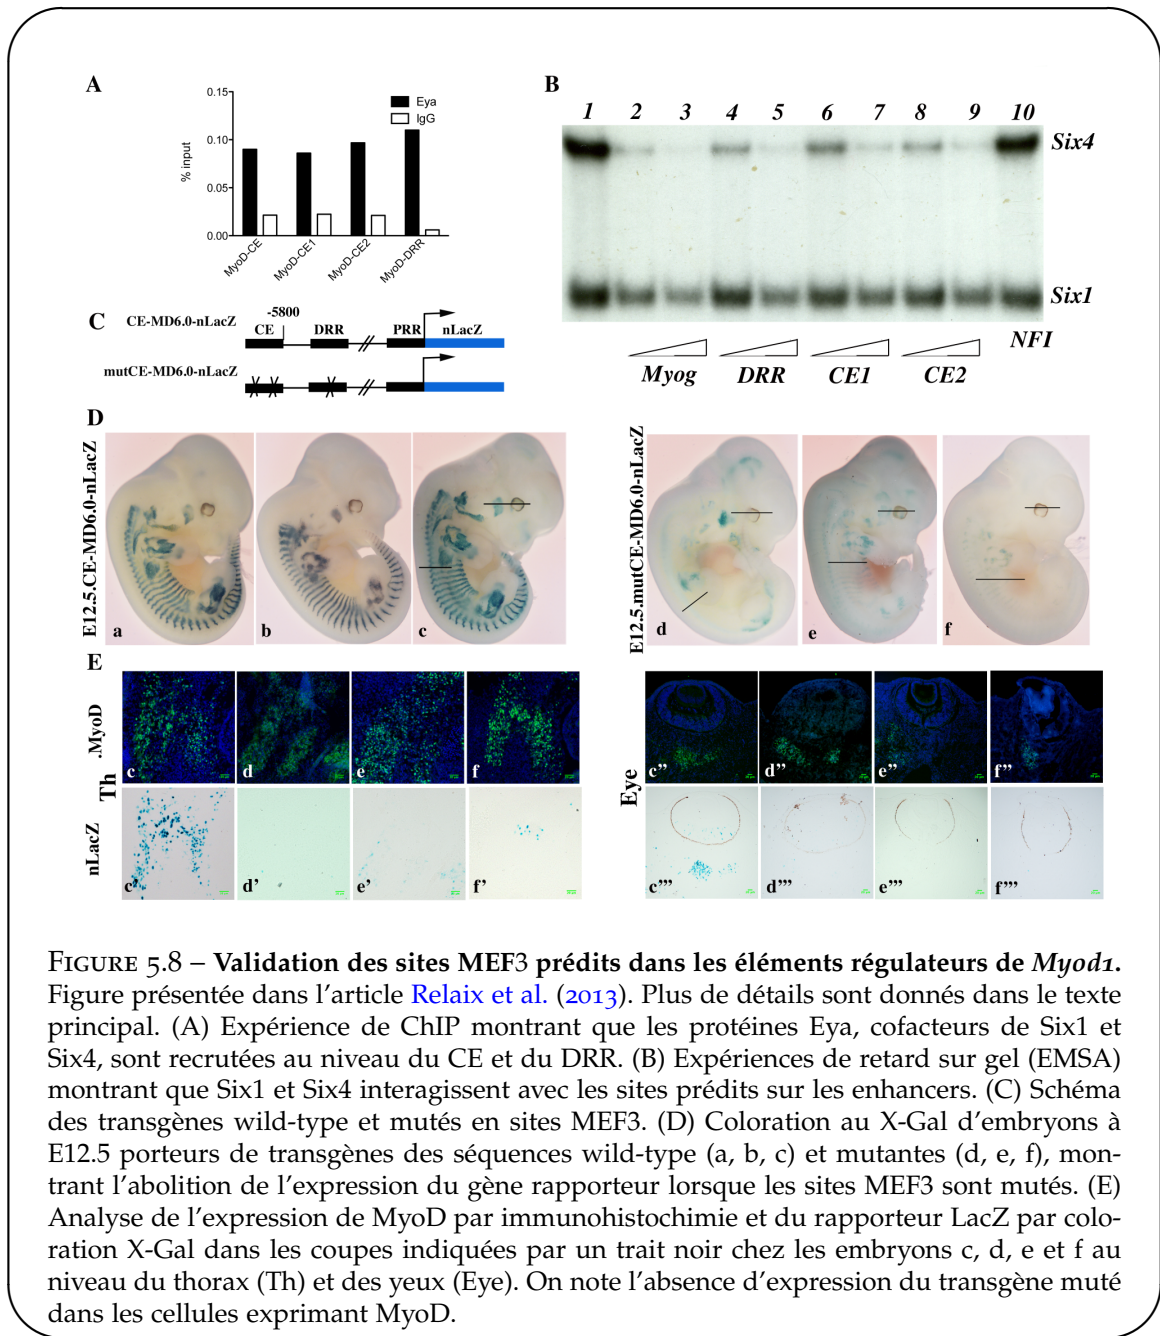 A
0.15
0.10
0.05
0.00
% input
Eya
IgG
MyoD-CE
MyoD-CE1
MyoD-CE2
MyoD-DRR
B
1 2 3 4 5 6 7 8 9 10
Six4
Six1
Myog DRR CE1 CE2 NFI
C
-5800
CE-MD6.0-nLacZ CE DRR PRR nLacZ
mutCE-MD6.0-nLacZ
D
E12.5.CE-MD6.0-nLacZ
a b c
E12.5.mutCE-MD6.0-nLacZ
d e f
E
.MyoD
Th
nLacZ
c d e f
c' d' e' f'
Eye
c'' d'' e'' f''
c''' d''' e''' f'''
FIGURE 5.8 – Validation des sites MEF3 prédits dans les éléments régulateurs de Myod1.
Figure présentée dans l'article Relaix et al. (2013). Plus de détails sont donnés dans le texte
principal. (A) Expérience de ChIP montrant que les protéines Eya, cofacteurs de Six1 et
Six4, sont recrutées au niveau du CE et du DRR. (B) Expériences de retard sur gel (EMSA)
montrant que Six1 et Six4 interagissent avec les sites prédits sur les enhancers. (C) Schéma
des transgènes wild-type et mutés en sites MEF3. (D) Coloration au X-Gal d'embryons à
E12.5 porteurs de transgènes des séquences wild-type (a, b, c) et mutantes (d, e, f), mon-
trant l'abolition de l'expression du gène rapporteur lorsque les sites MEF3 sont mutés. (E)
Analyse de l'expression de MyoD par immunohistochimie et du rapporteur LacZ par colo-
ration X-Gal dans les coupes indiquées par un trait noir chez les embryons c, d, e et f au
niveau du thorax (Th) et des yeux (Eye). On note l'absence d'expression du transgène muté
dans les cellules exprimant MyoD.